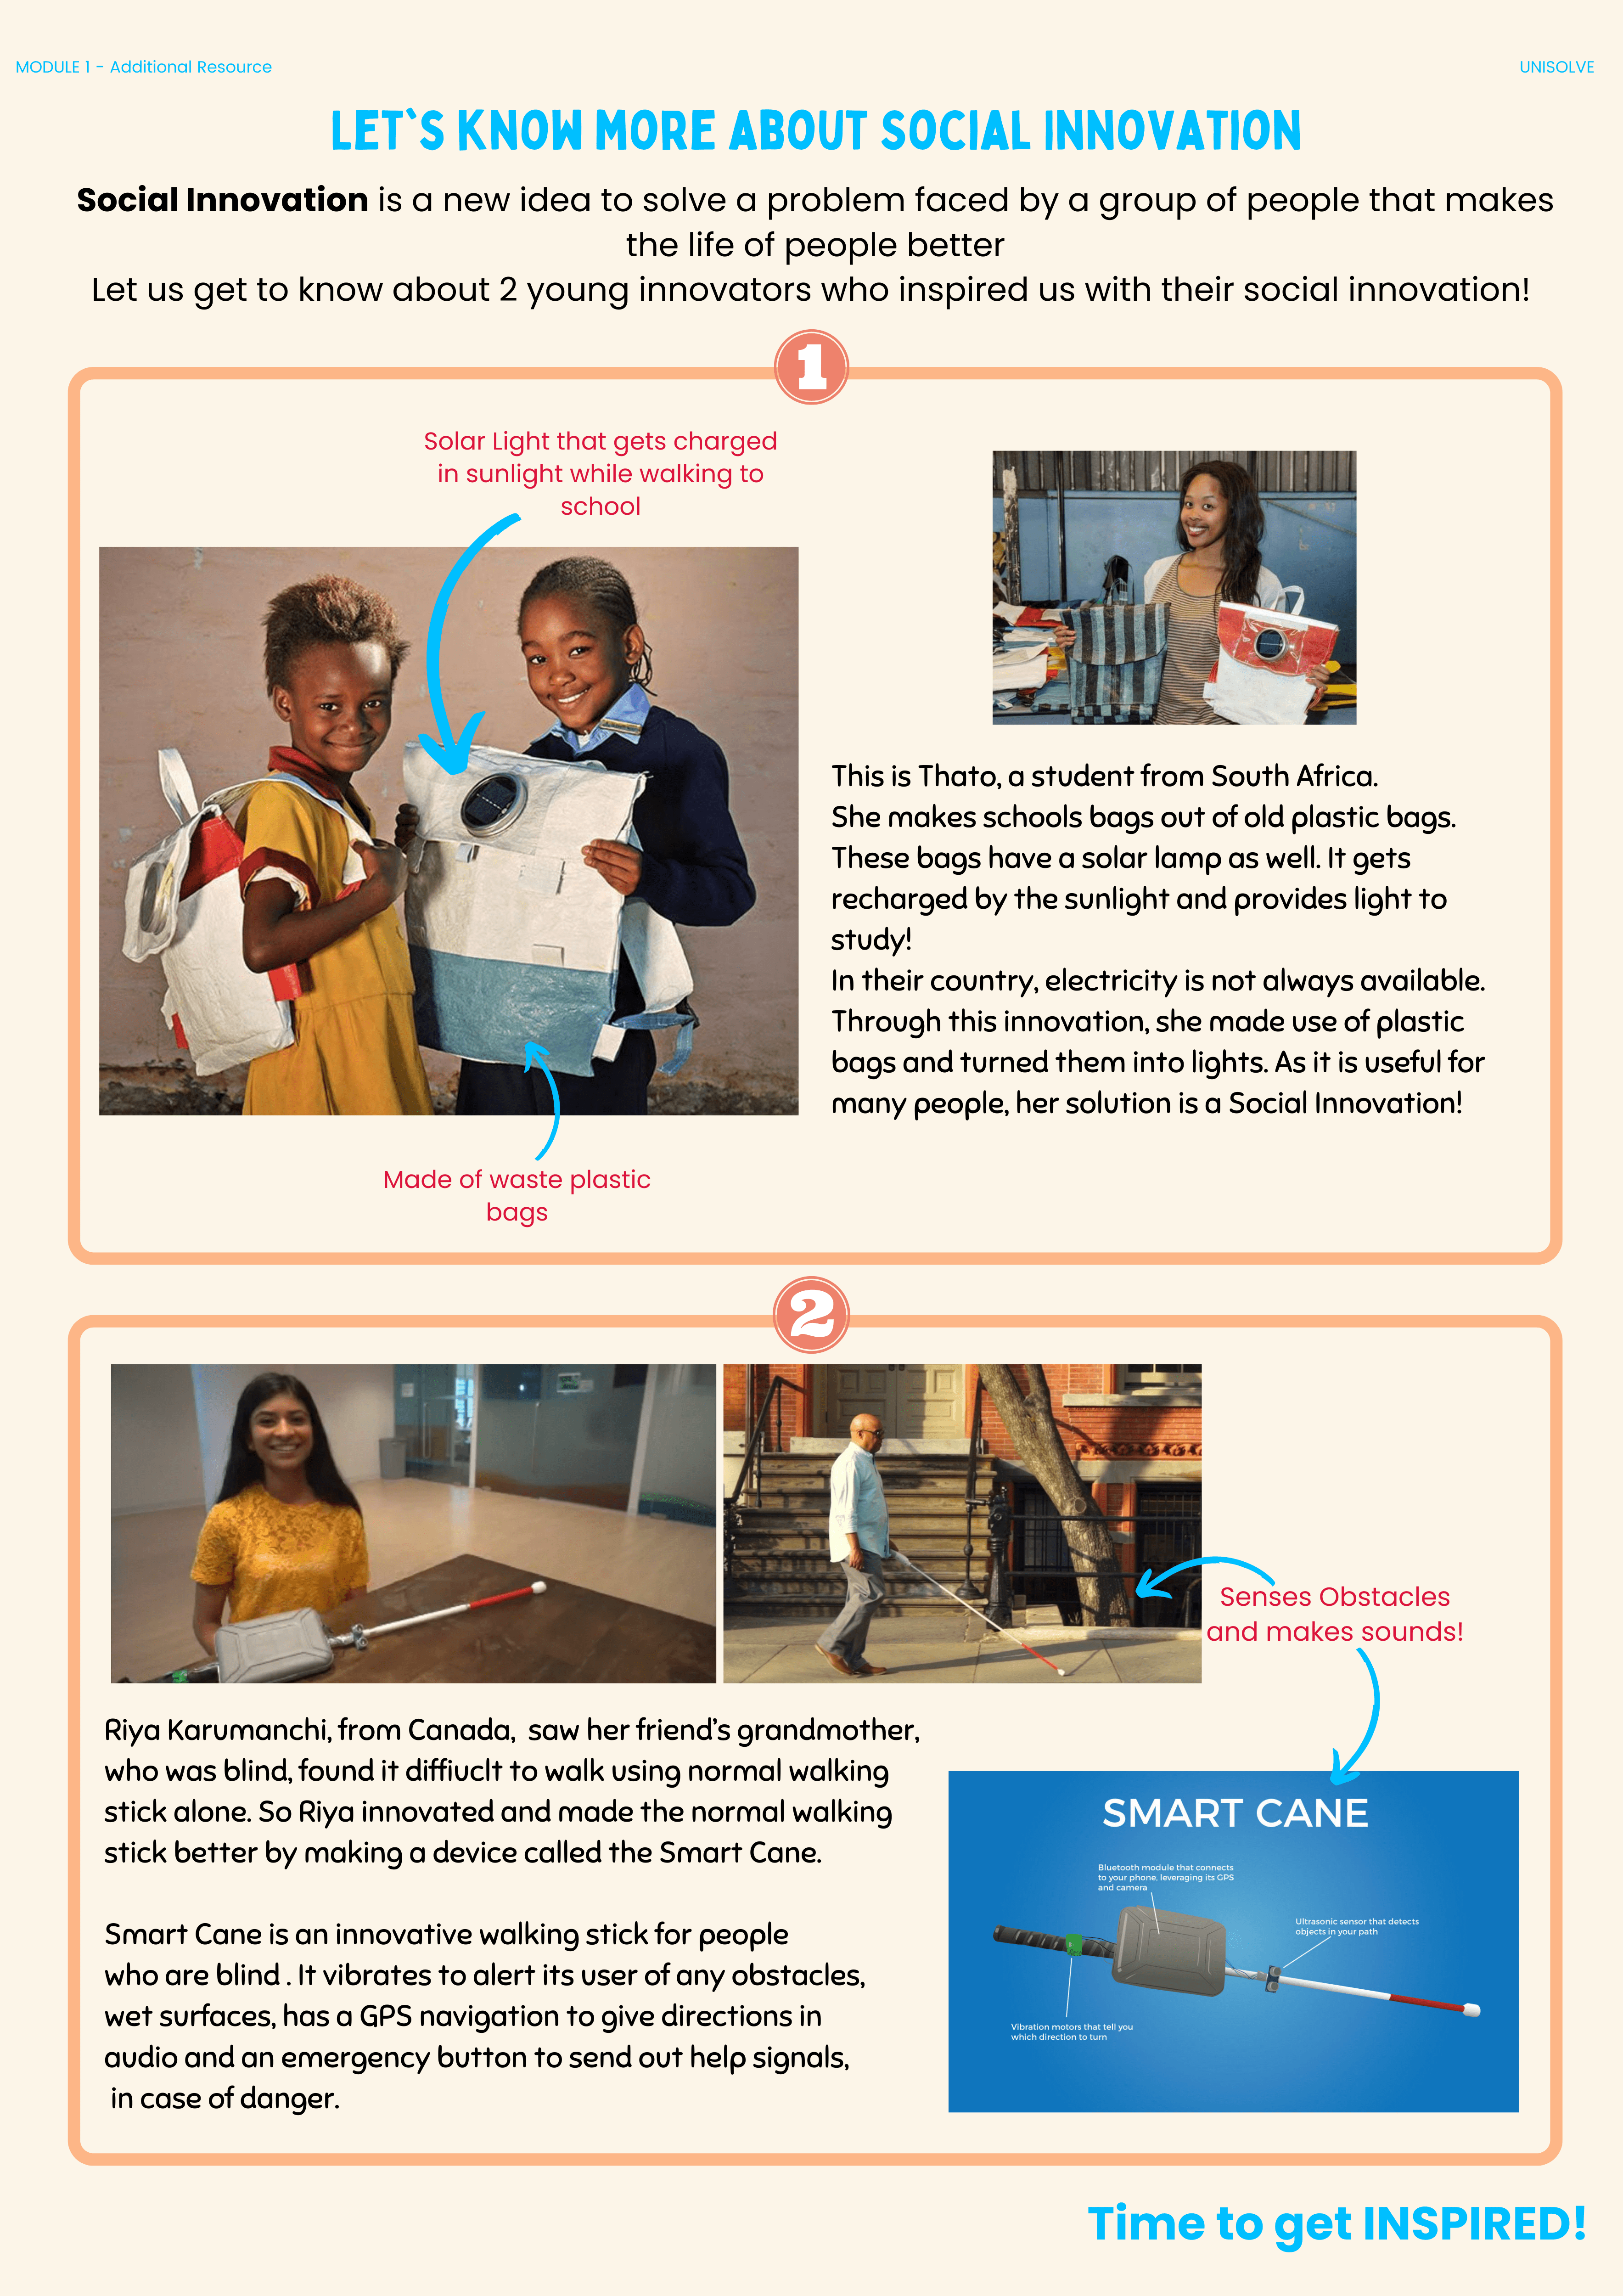 MODULE 1 - Additional Resource
UNISOLVE
LET`S KNOW MORE ABOUT SOCIAL INNOVATION
Social Innovation is a new idea to solve a problem faced by a group of people that makes
the life of people better
Let us get to know about 2 young innovators who inspired us with their social innovation!
1
Solar Light that gets charged
in sunlight while walking to
school
This is Thato, a student from South Africa.
She makes schools bags out of old plastic bags.
These bags have a solar lamp as well. It gets
recharged by the sunlight and provides light to
study!
In their country, electricity is not always available.
Through this innovation, she made use of plastic
bags and turned them into lights. As it is useful for
many people, her solution is a Social Innovation!
Made of waste plastic
bags
2
Senses Obstacles
and makes sounds!
Riya Karumanchi, from Canada,  saw her friend's grandmother,
who was blind, found it diffiuclt to walk using normal walking
stick alone. So Riya innovated and made the normal walking
stick better by making a device called the Smart Cane.
Smart Cane is an innovative walking stick for people
who are blind . It vibrates to alert its user of any obstacles,
wet surfaces, has a GPS navigation to give directions in
audio and an emergency button to send out help signals,
in case of danger.
SMART CANE
Bluetooth module that connects
to your phone, leveraging its GPS
and camera
Ultrasonic sensor that detects
objects in your path
Vibration motors that tell you
which direction to turn
Time to get INSPIRED!